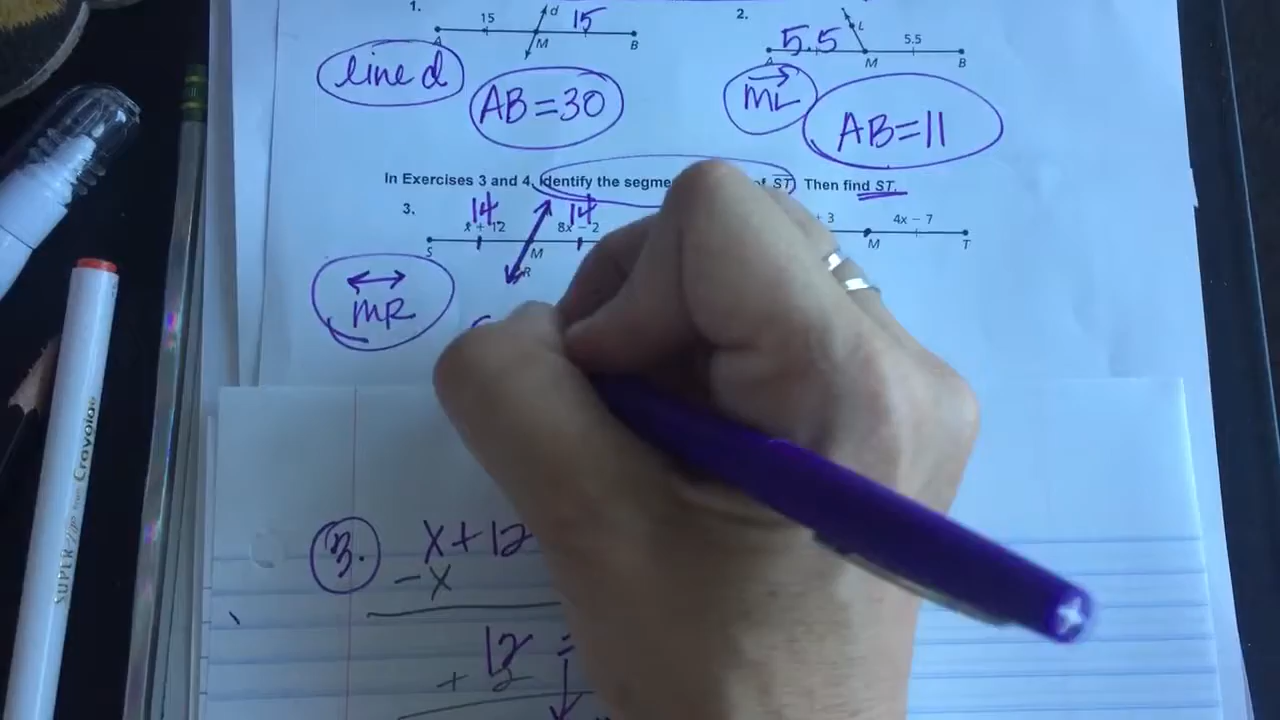 1.
15
d
15
A
M
B
line d
AB=30
2.
5.5
L
5.5
A
M
B
ML
AB=11
In Exercises 3 and 4, identify the segme of ST. Then find ST.
3.
14
14
x + 12
8x - 2
S
M
R
MR
+ 3
4x - 7
M
T
3.
x+12
-x
12 =
+ 2
SUPER Crayola